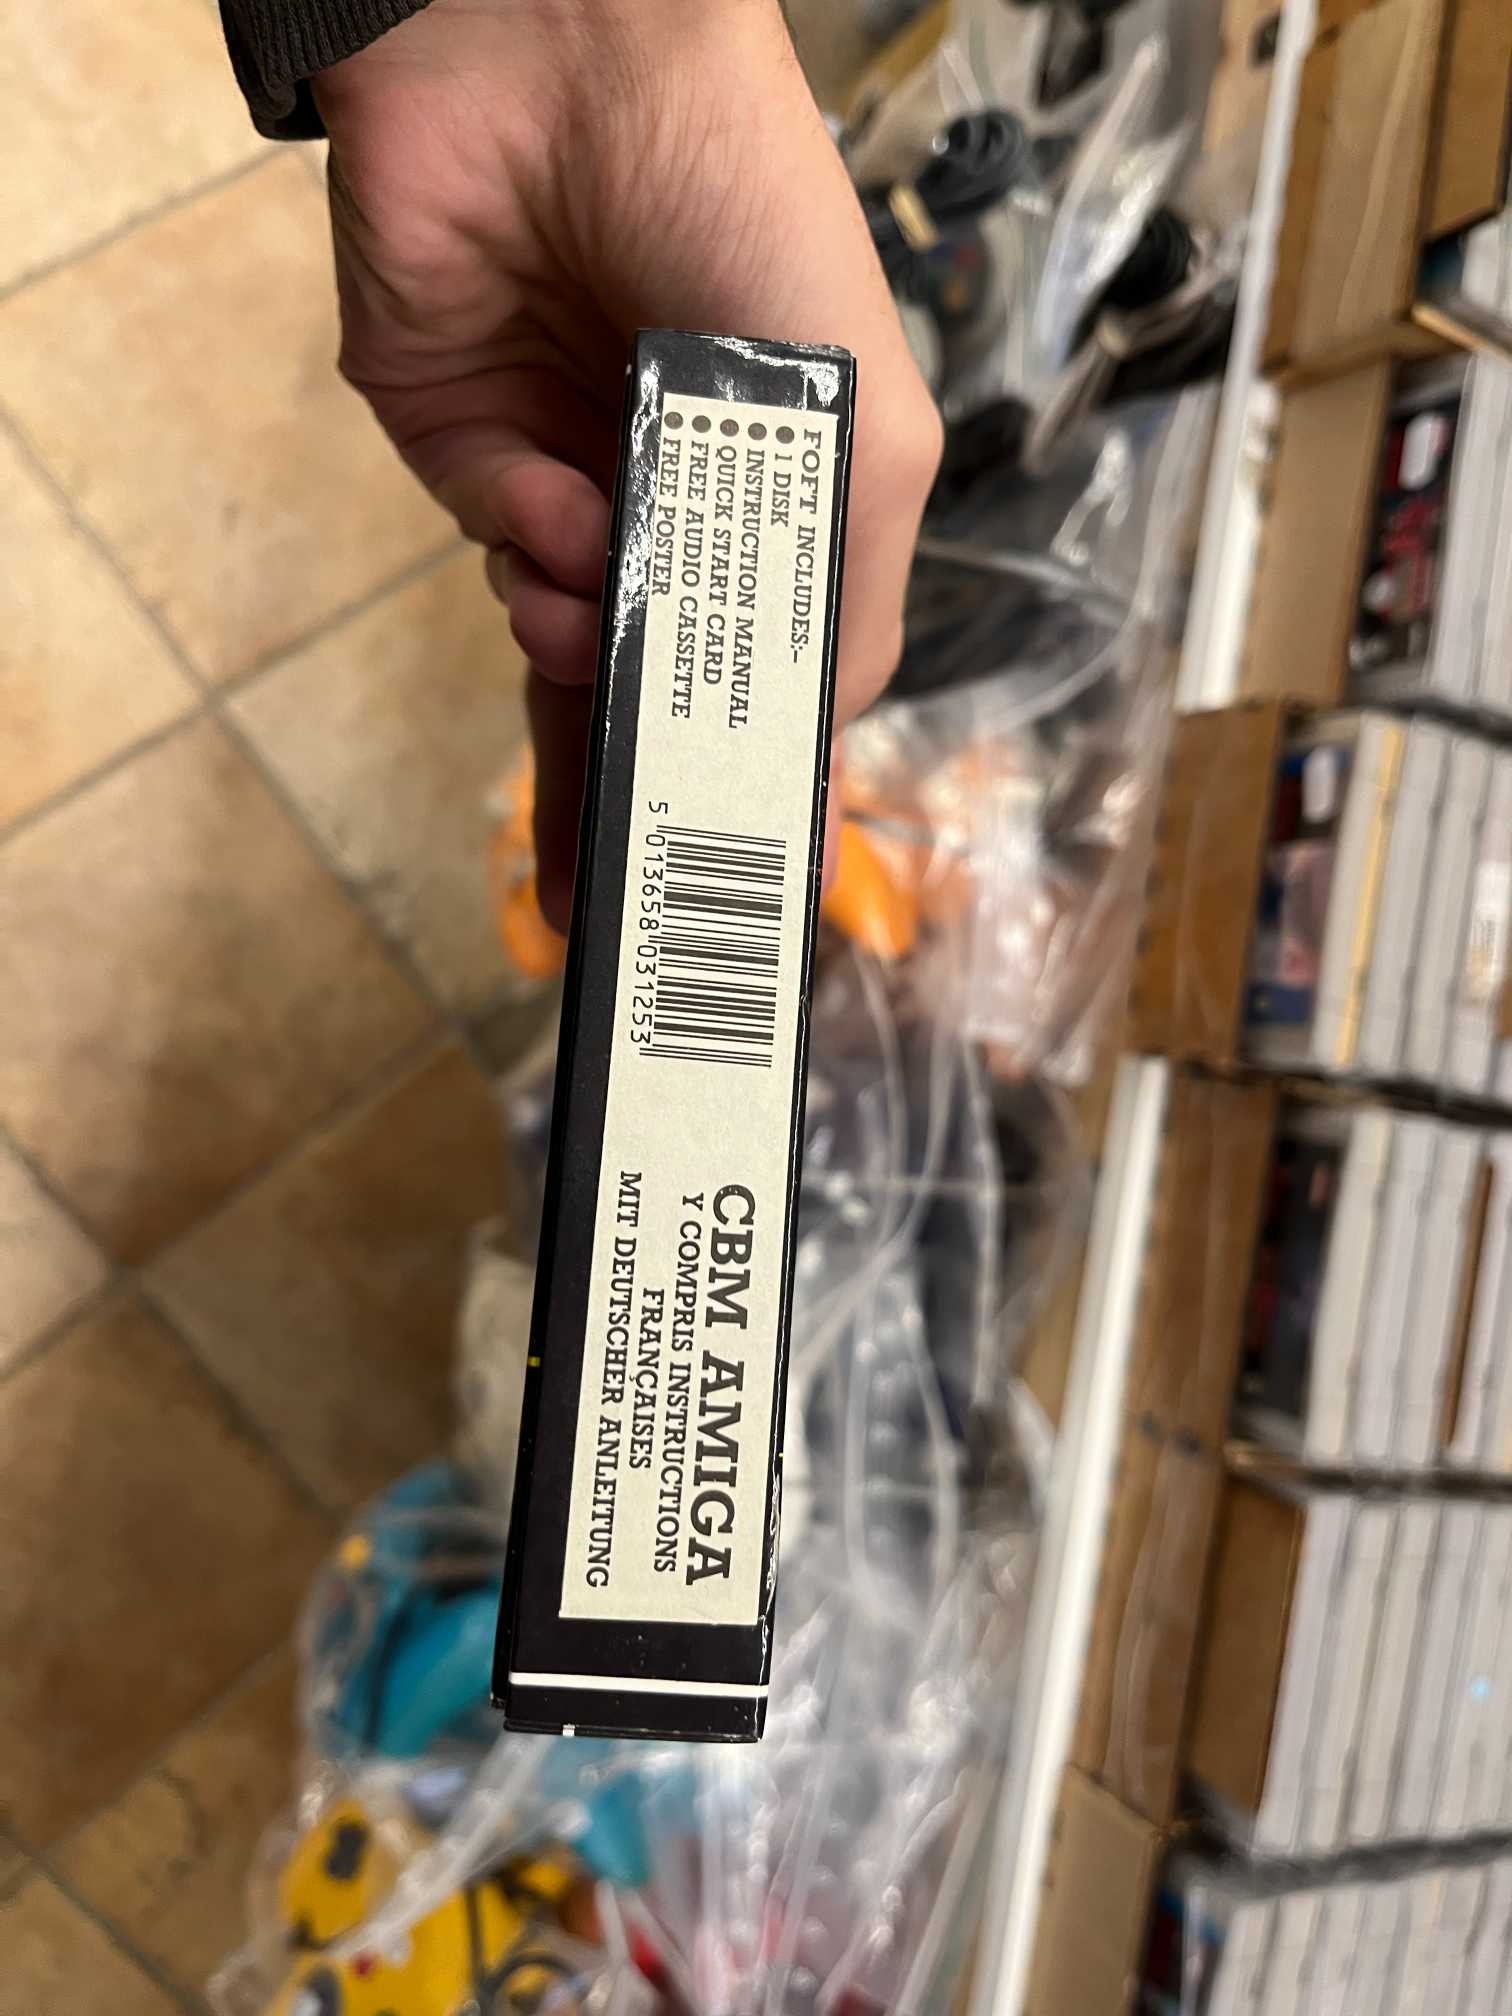 FOFT INCLUDES:–
● 1 DISK
● INSTRUCTION MANUAL
● QUICK START CARD
● FREE AUDIO CASSETTE
● FREE POSTER
5 013658 031253
CBM AMIGA
Y COMPRIS INSTRUCTIONS
FRANÇAISES
MIT DEUTSCHER ANLEITUNG